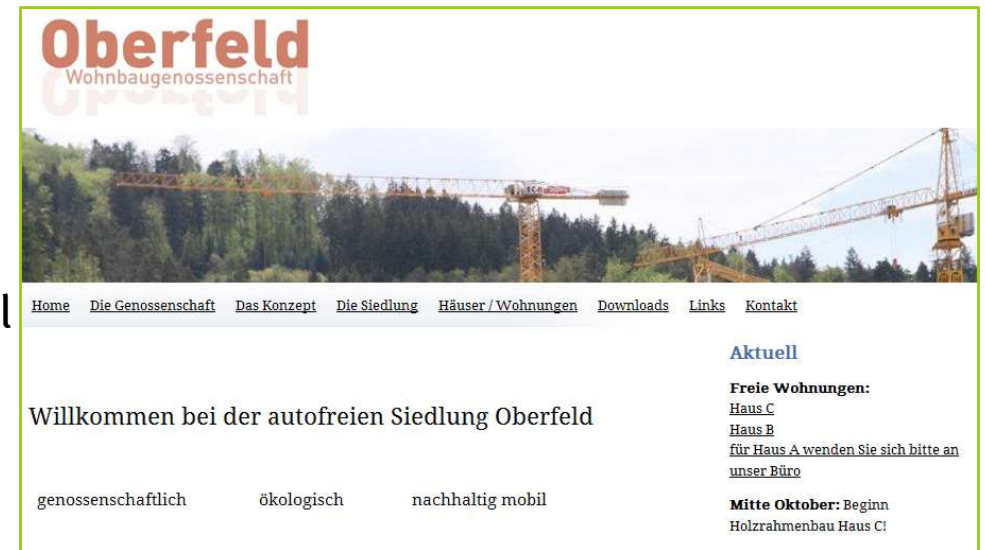 Oberfeld
Wohnbaugenossenschaft
Home Die Genossenschaft Das Konzept Die Siedlung Häuser / Wohnungen Downloads Links Kontakt
l
Willkommen bei der autofreien Siedlung Oberfeld
genossenschaftlich ökologisch nachhaltig mobil
Aktuell
Freie Wohnungen:
Haus C
Haus B
für Haus A wenden Sie sich bitte an
unser Büro
Mitte Oktober: Beginn
Holzrahmenbau Haus C!